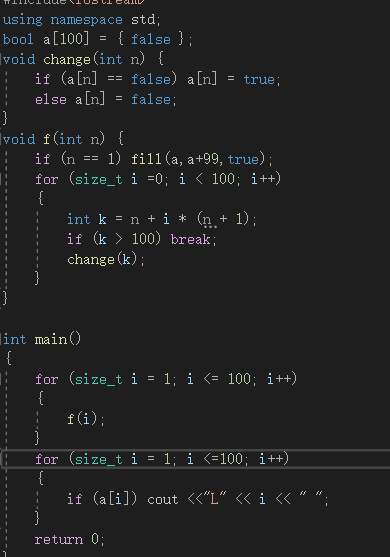 #include<iostream>
using namespace std;
bool a[100] = { false };
void change(int n) {
if (a[n] == false) a[n] = true;
else a[n] = false;
}
void f(int n) {
if (n == 1) fill(a,a+99,true);
for (size_t i =0; i < 100; i++)
{
int k = n + i * (n + 1);
if (k > 100) break;
change(k);
}
}
int main()
{
for (size_t i = 1; i <= 100; i++)
{
f(i);
}
for (size_t i = 1; i <=100; i++)
{
if (a[i]) cout <<"L" << i << " ";
}
return 0;